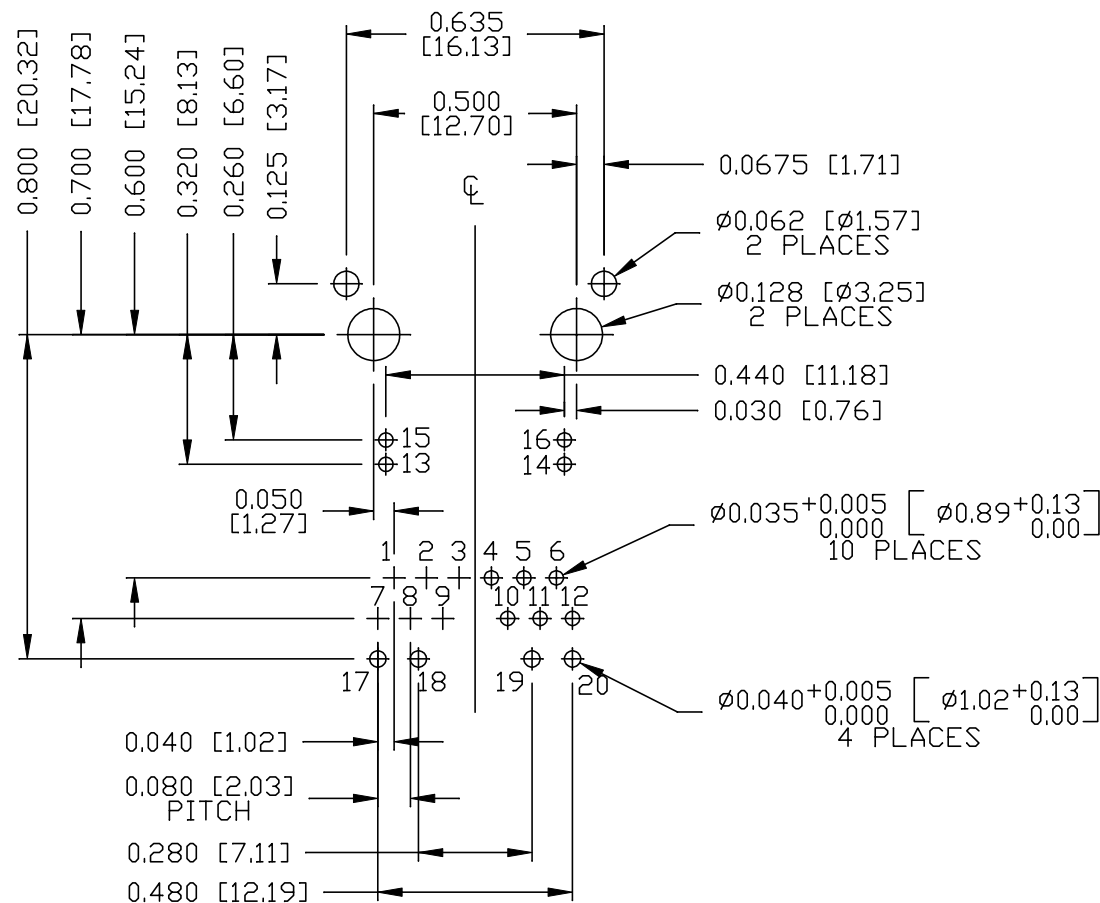 0.635
[16.13]
0.500
[12.70]
0.800 [20.32]
0.700 [17.78]
0.600 [15.24]
0.320 [8.13]
0.260 [6.60]
0.125 [3.17]
℄
0.0675 [1.71]
Ø0.062 [Ø1.57]
2 PLACES
Ø0.128 [Ø3.25]
2 PLACES
0.440 [11.18]
0.030 [0.76]
15
16
13
14
0.050
[1.27]
Ø0.035+0.005 [Ø0.89+0.13]
0.000 0.00
10 PLACES
1 2 3 4 5 6
7 8 9 10 11 12
17 18 19 20
Ø0.040+0.005 [Ø1.02+0.13]
0.000 0.00
4 PLACES
0.040 [1.02]
0.080 [2.03]
PITCH
0.280 [7.11]
0.480 [12.19]